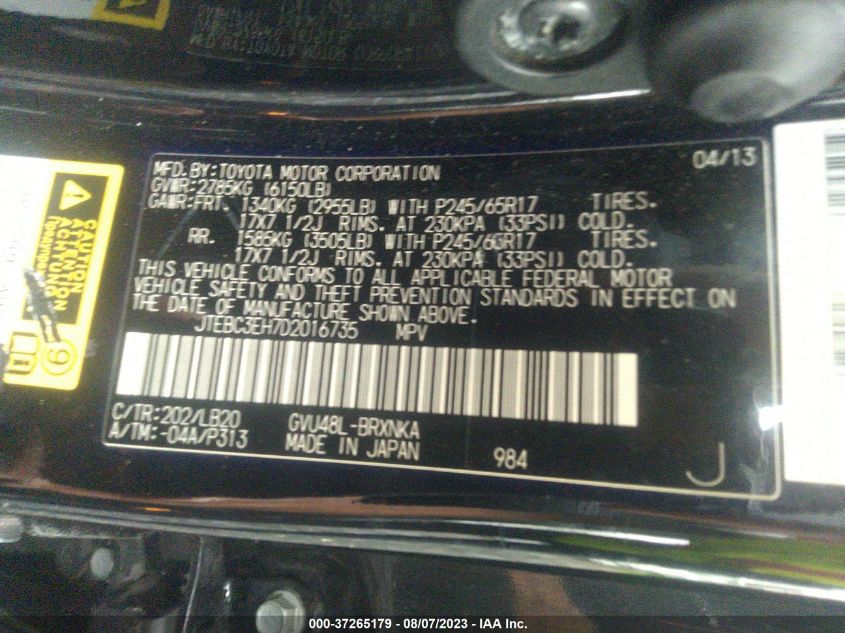 MFD.BY:TOYOTA MOTOR CORPORATION 04/13
GVWR:2785KG (6150LB)
GAWR:FRT. 1340KG (2955LB) WITH P245/65R17 TIRES.
17X7 1/2J RIMS. AT 230KPA (33PSI) COLD.
RR. 1585KG (3505LB) WITH P245/65R17 TIRES.
17X7 1/2J RIMS. AT 230KPA (33PSI) COLD.
THIS VEHICLE CONFORMS TO ALL APPLICABLE FEDERAL MOTOR
VEHICLE SAFETY AND THEFT PREVENTION STANDARDS IN EFFECT ON
THE DATE OF MANUFACTURE SHOWN ABOVE.
JTEBC3EH7D2016735 MPV
C/TR:202/LB20 GVU48L-BRXNKA
A/TM:-04A/P313 MADE IN JAPAN 984
J
CAUTION
ATTENTION
ACHTUNG
9
000-37265179 - 08/07/2023 - IAA Inc.